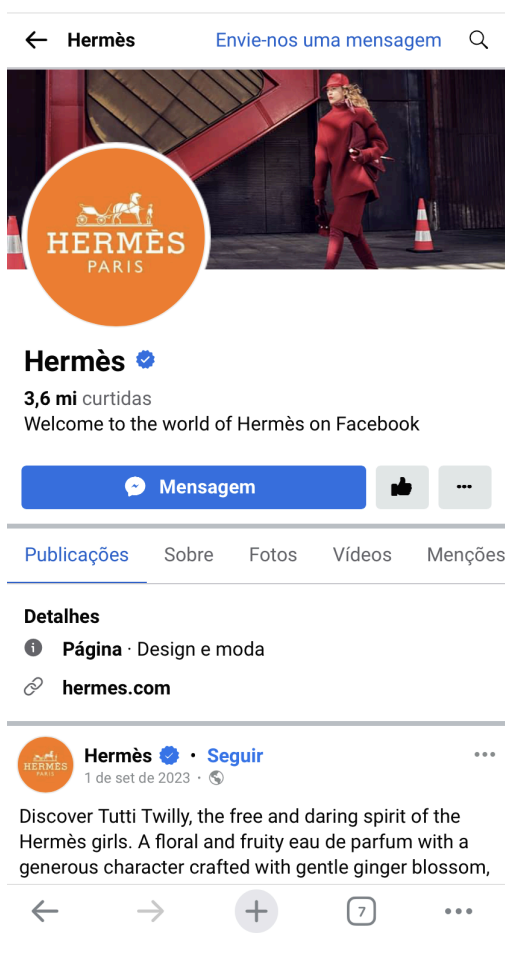 Hermès
Envie-nos uma mensagem
HERMÈS
PARIS
Hermès
3,6 mi curtidas
Welcome to the world of Hermès on Facebook
Mensagem
Publicações Sobre Fotos Vídeos Menções
Detalhes
Página · Design e moda
hermes.com
HERMÈS
PARIS
Hermès · Seguir
1 de set de 2023 ·
Discover Tutti Twilly, the free and daring spirit of the
Hermès girls. A floral and fruity eau de parfum with a
generous character crafted with gentle ginger blossom,
7